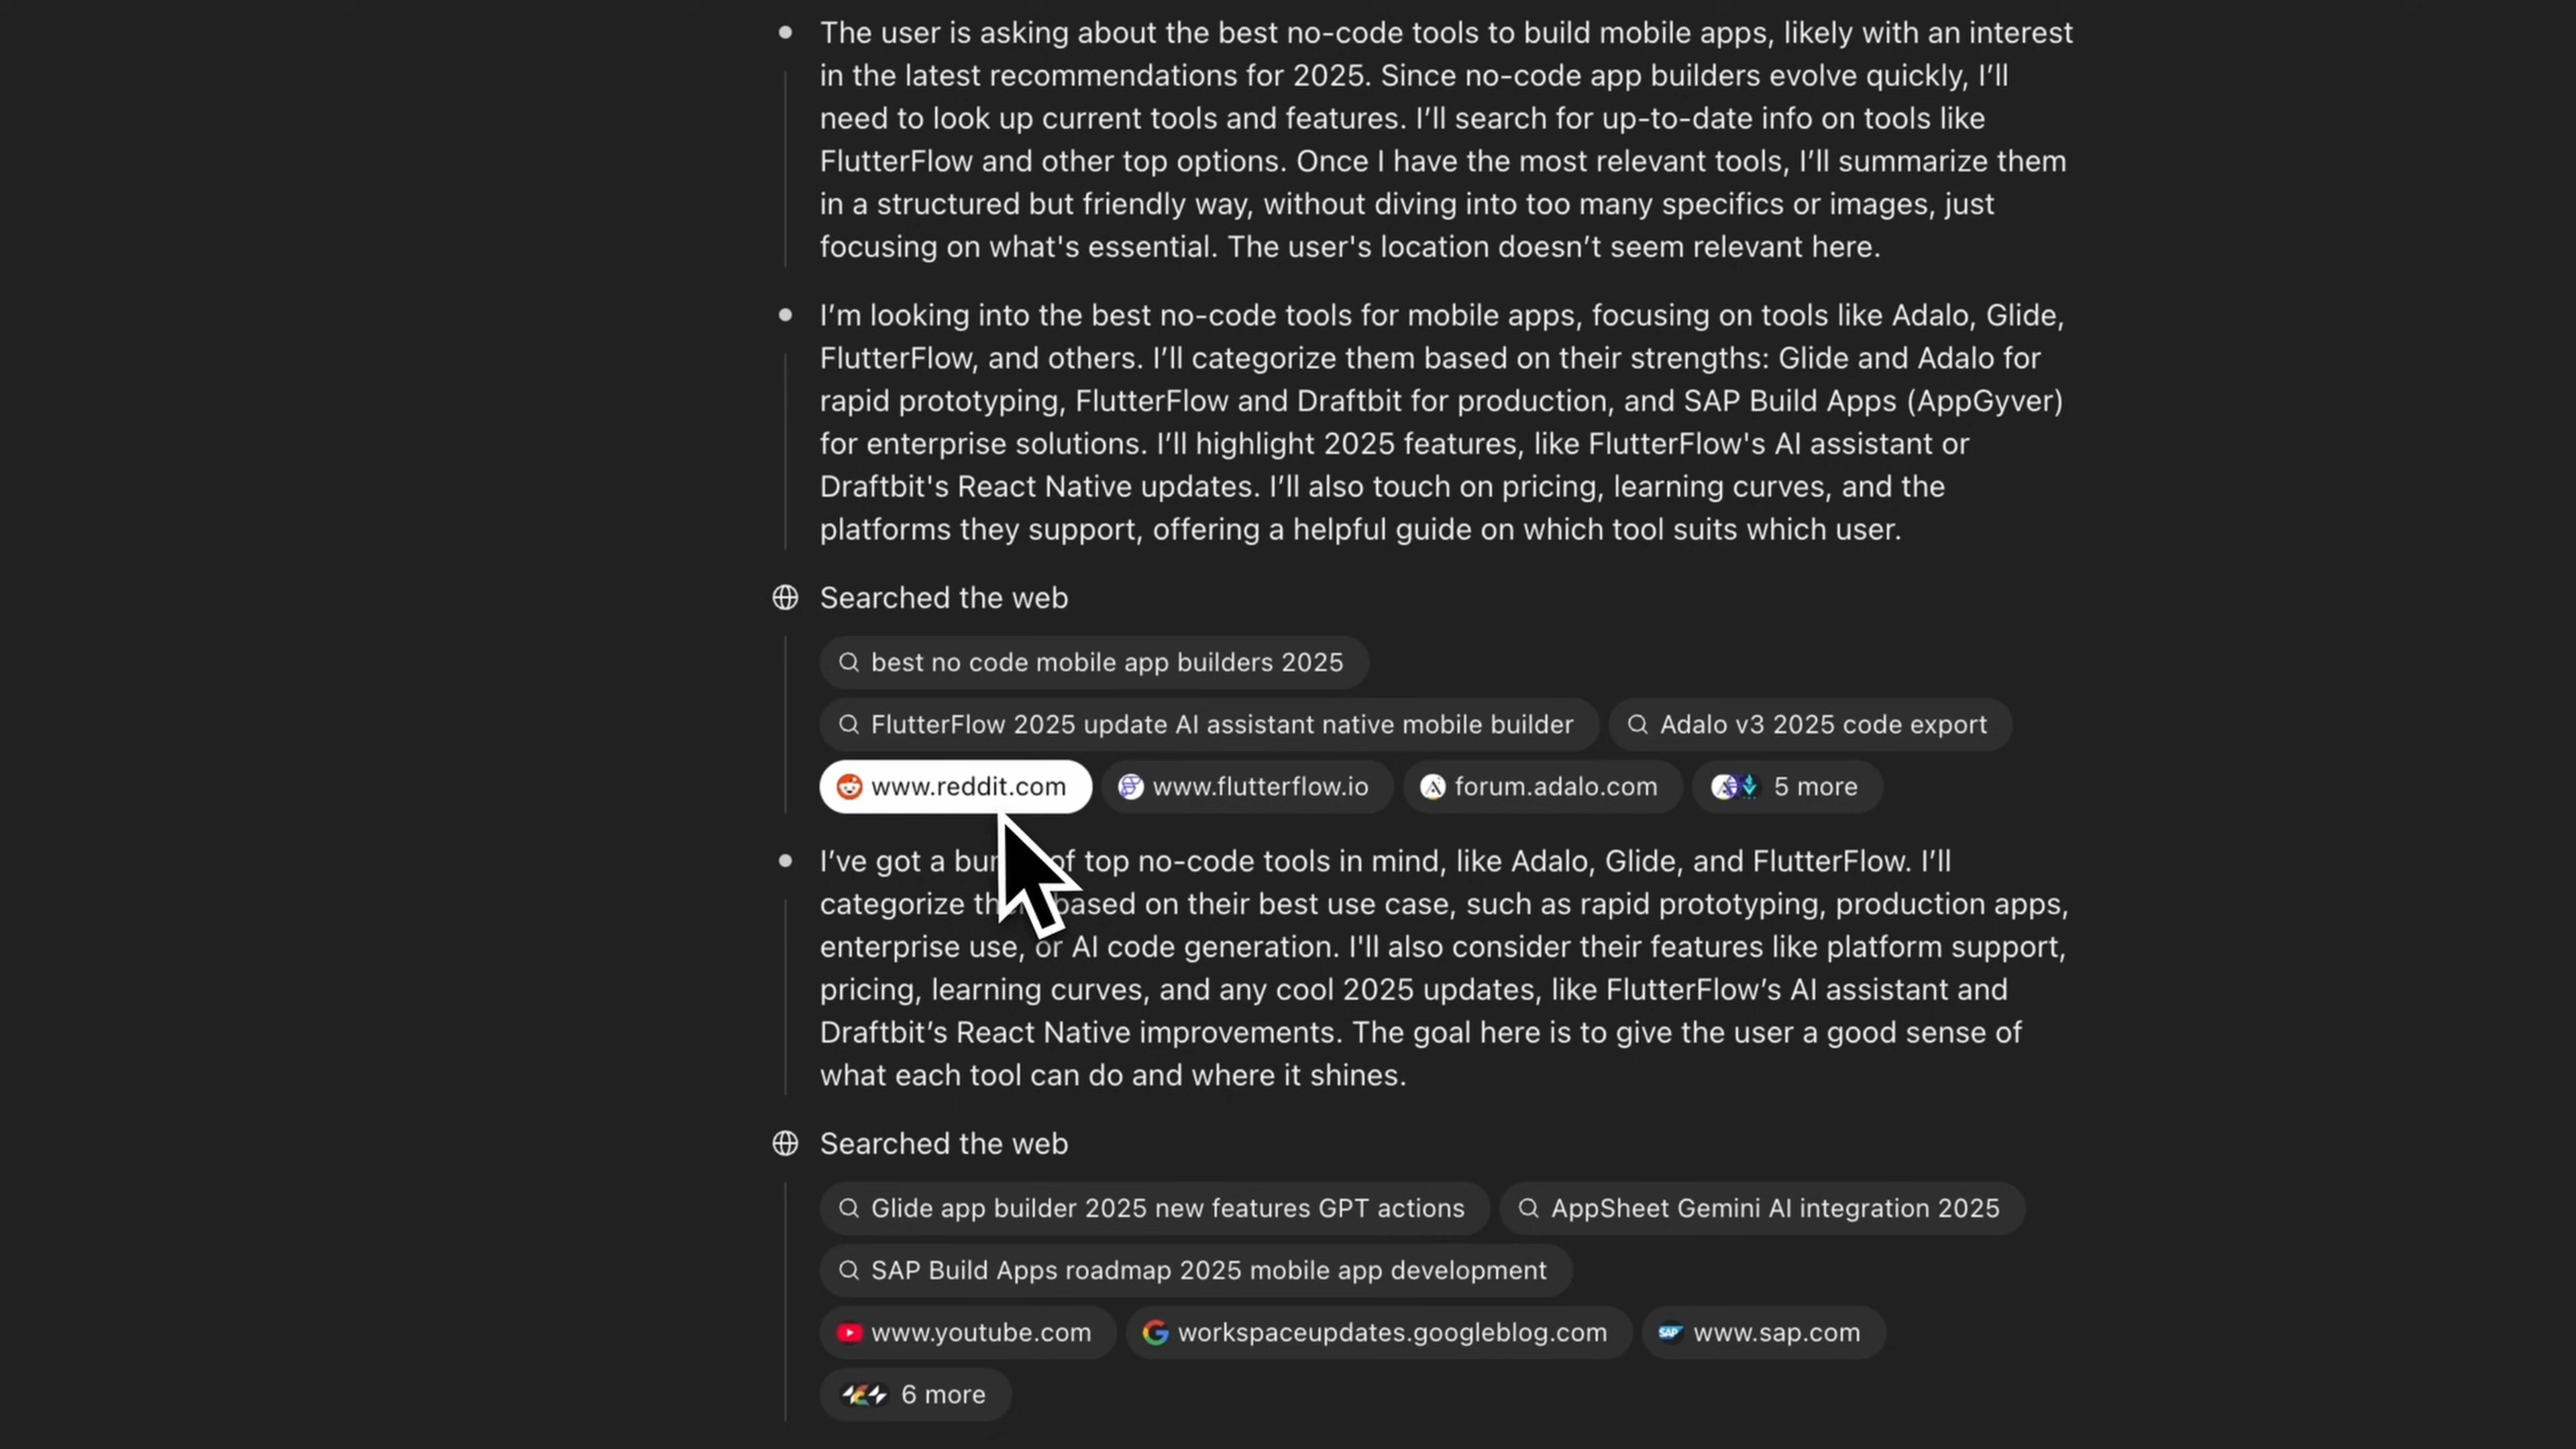 The user is asking about the best no-code tools to build mobile apps, likely with an interest
in the latest recommendations for 2025. Since no-code app builders evolve quickly, I’ll
need to look up current tools and features. I’ll search for up-to-date info on tools like
FlutterFlow and other top options. Once I have the most relevant tools, I’ll summarize them
in a structured but friendly way, without diving into too many specifics or images, just
focusing on what's essential. The user's location doesn’t seem relevant here.
I’m looking into the best no-code tools for mobile apps, focusing on tools like Adalo, Glide,
FlutterFlow, and others. I’ll categorize them based on their strengths: Glide and Adalo for
rapid prototyping, FlutterFlow and Draftbit for production, and SAP Build Apps (AppGyver)
for enterprise solutions. I’ll highlight 2025 features, like FlutterFlow's AI assistant or
Draftbit's React Native updates. I’ll also touch on pricing, learning curves, and the
platforms they support, offering a helpful guide on which tool suits which user.
Searched the web
best no code mobile app builders 2025
FlutterFlow 2025 update AI assistant native mobile builder Adalo v3 2025 code export
www.reddit.com www.flutterflow.io forum.adalo.com 5 more
I’ve got a of top no-code tools in mind, like Adalo, Glide, and FlutterFlow. I’ll
categorize based on their best use case, such as rapid prototyping, production apps,
enterprise use, or AI code generation. I'll also consider their features like platform support,
pricing, learning curves, and any cool 2025 updates, like FlutterFlow’s AI assistant and
Draftbit’s React Native improvements. The goal here is to give the user a good sense of
what each tool can do and where it shines.
Searched the web
Glide app builder 2025 new features GPT actions AppSheet Gemini AI integration 2025
SAP Build Apps roadmap 2025 mobile app development
www.youtube.com workspaceupdates.googleblog.com SAP www.sap.com
6 more